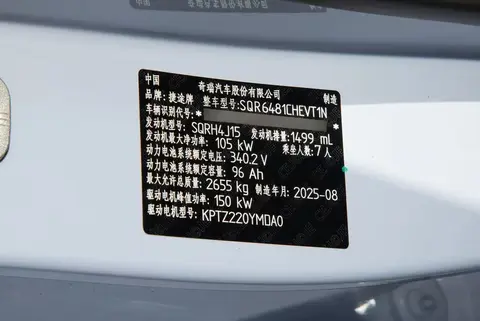 中国 奇瑞汽车股份有限公司 制造
品牌：捷途牌 整车型号：SQR6481CHEVT1N
车辆识别代号：* *
发动机型号：SQRH4J15 发动机排量：1499 mL
发动机最大净功率：105 kW 乘坐人数：7 人
动力电池系统额定电压：340.2 V
动力电池系统额定容量：96 Ah
最大允许总质量：2655 kg 制造年月：2025-08
驱动电机峰值功率：150 kW
驱动电机型号：KPTZ220YMDA0